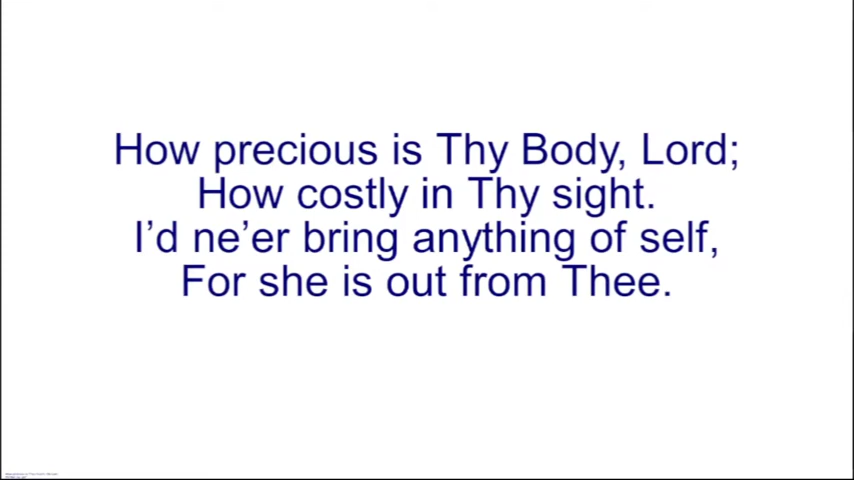 How precious is Thy Body, Lord;
How costly in Thy sight.
I’d ne’er bring anything of self,
For she is out from Thee.